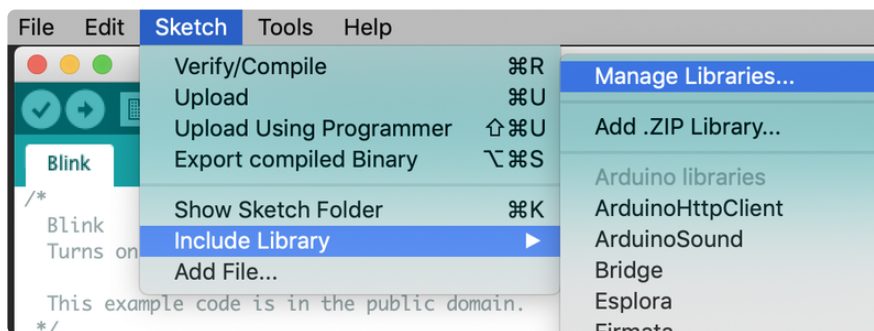 File Edit Sketch Tools Help
Verify/Compile ⌘R
Upload ⌘U
Upload Using Programmer ⇧⌘U
Export compiled Binary ⌥⌘S
Show Sketch Folder ⌘K
Include Library ▶
Add File...
Manage Libraries...
Add .ZIP Library...
Arduino libraries
ArduinoHttpClient
ArduinoSound
Bridge
Esplora
Firmata
Blink
/*
Blink
Turns on
This example code is in the public domain.
*/